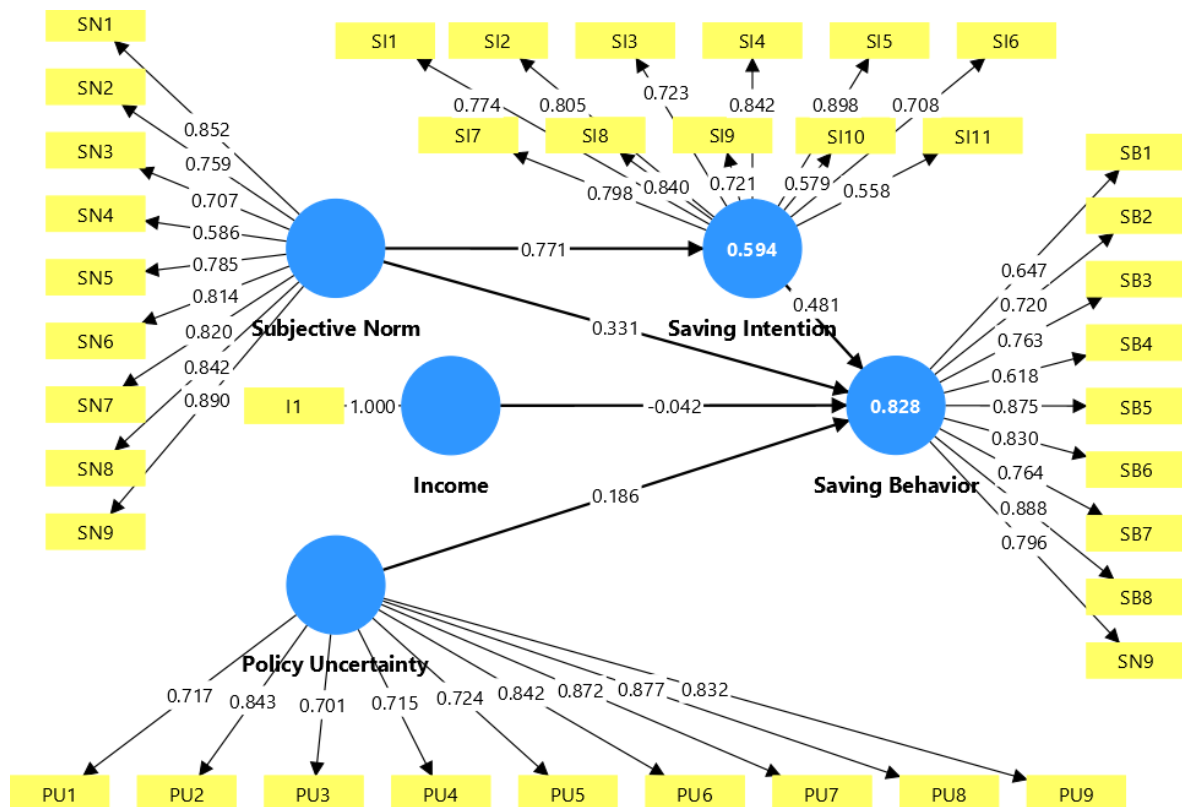 SN1
SN2
SN3
SN4
SN5
SN6
SN7
SN8
SN9
0.852
0.759
0.707
0.586
0.785
0.814
0.820
0.842
0.890
Subjective Norm
SI1 SI2 SI3 SI4 SI5 SI6
0.774 0.805 0.723 0.842 0.898 0.708
SI7 SI8 SI9 SI10 SI11
0.798 0.840 0.721 0.579 0.558
0.771
0.594
Saving Intention
0.481
0.331
I1 1.000
Income
-0.042
0.828
Saving Behavior
0.186
SB1
SB2
SB3
SB4
SB5
SB6
SB7
SB8
SN9
0.647
0.720
0.763
0.618
0.875
0.830
0.764
0.888
0.796
Policy Uncertainty
0.717 0.843 0.701 0.715 0.724 0.842 0.872 0.877 0.832
PU1 PU2 PU3 PU4 PU5 PU6 PU7 PU8 PU9